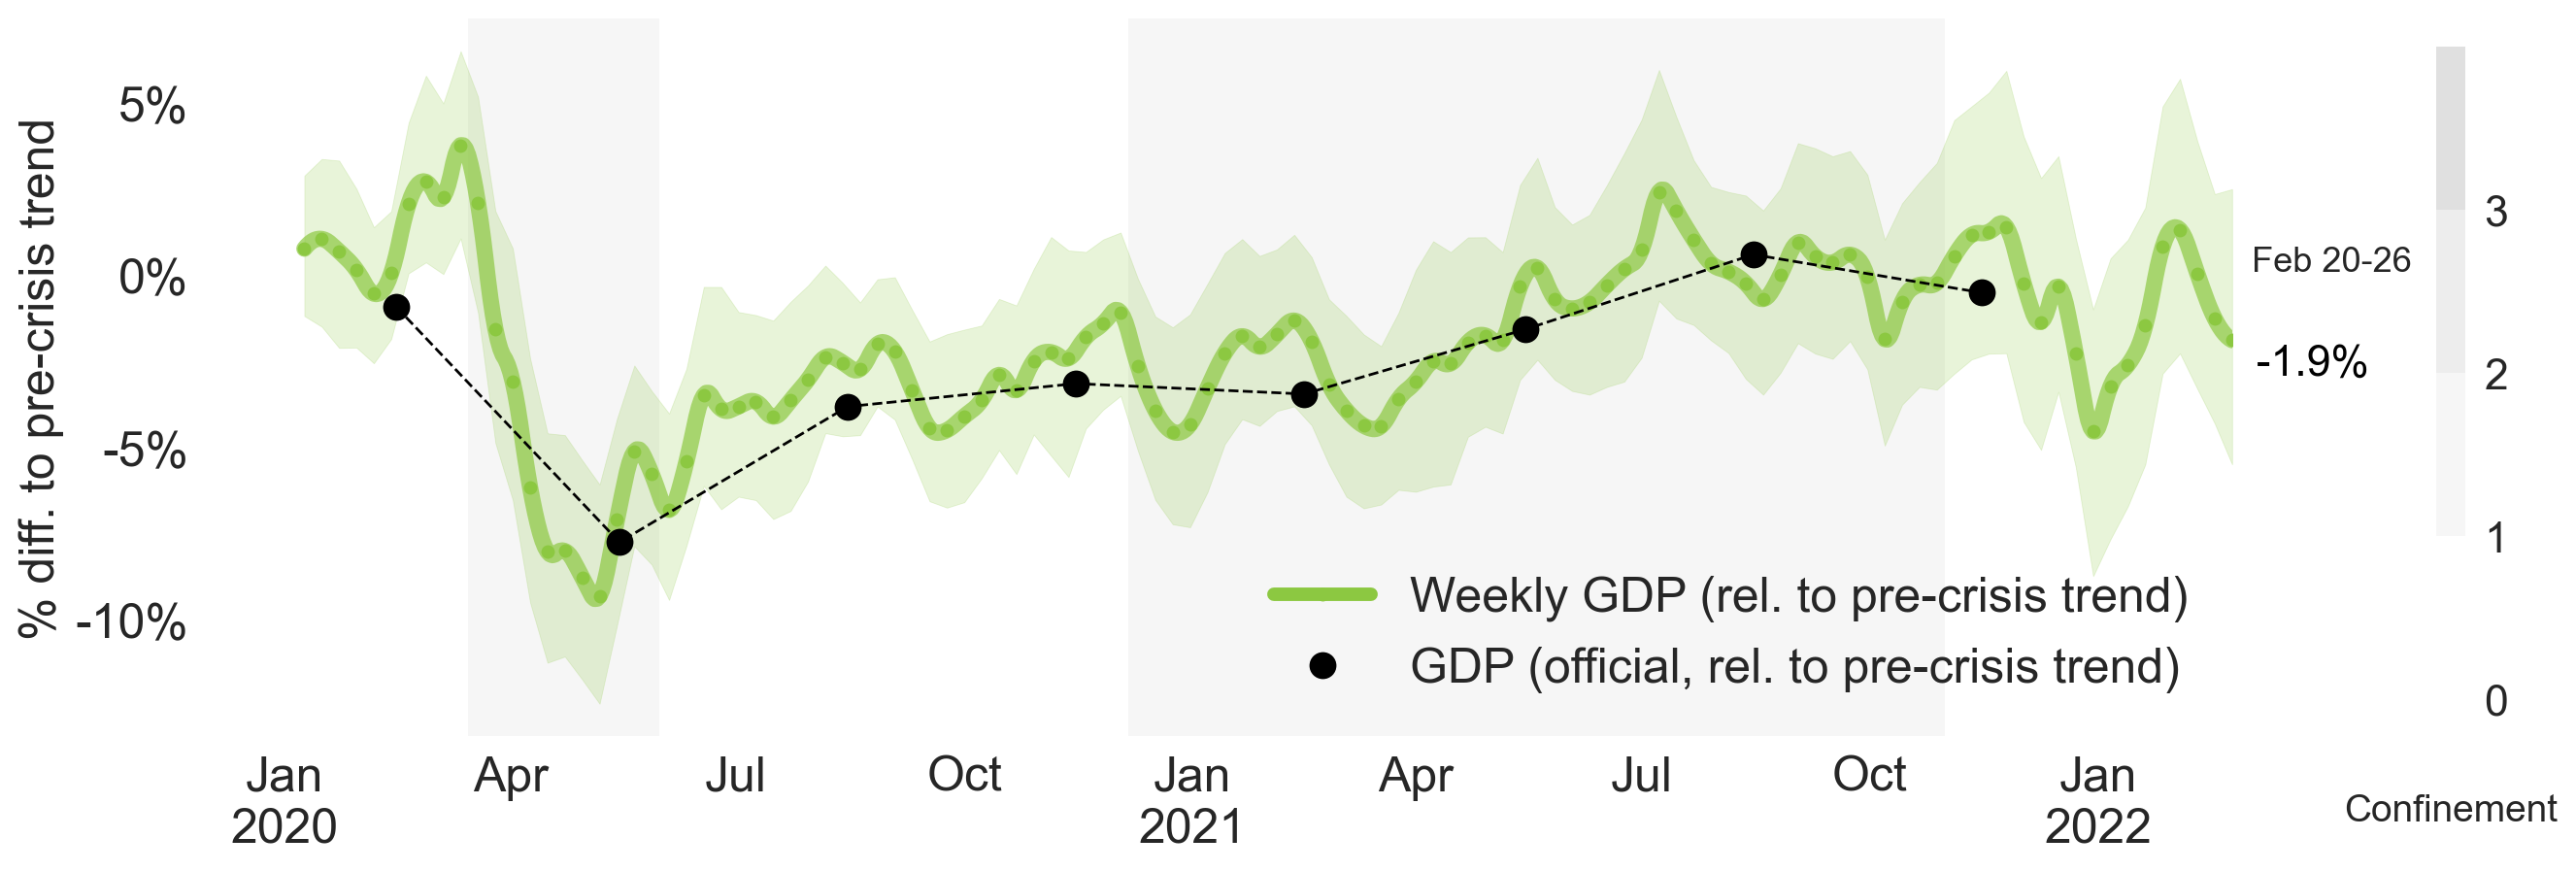 % diff. to pre-crisis trend
5%
0%
-5%
-10%
Jan
2020
Apr
Jul
Oct
Jan
2021
Apr
Jul
Oct
Jan
2022
Weekly GDP (rel. to pre-crisis trend)
GDP (official, rel. to pre-crisis trend)
Feb 20-26
-1.9%
3
2
1
0
Confinement